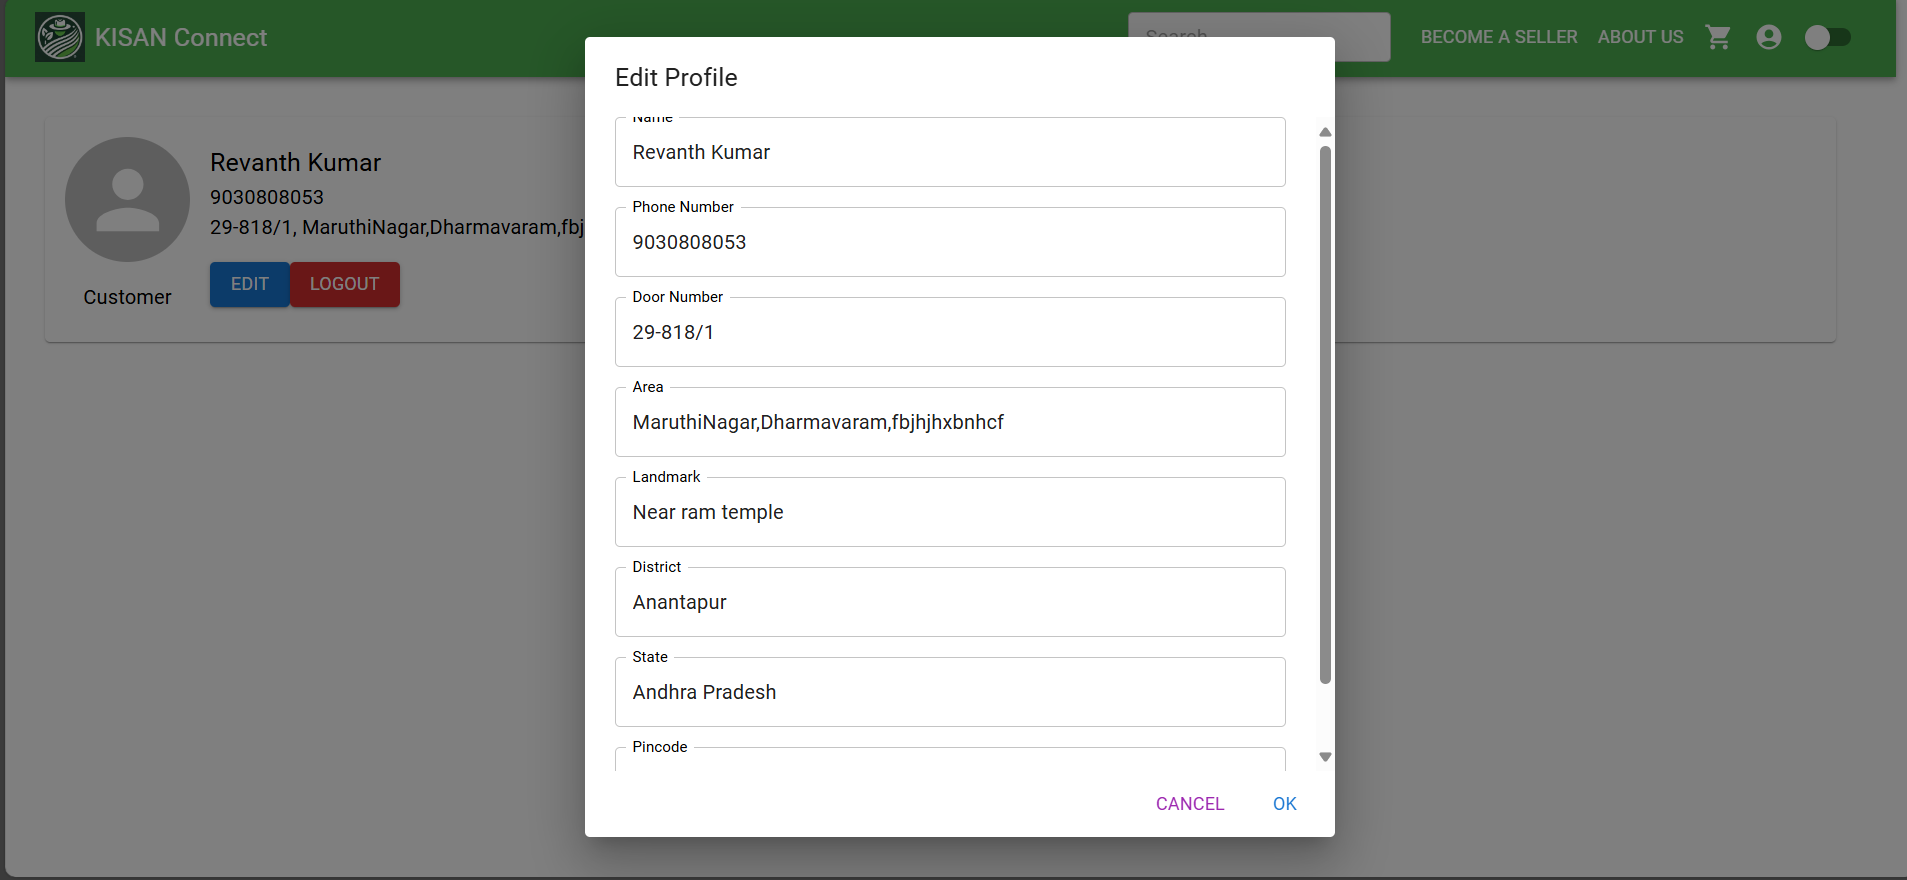 KISAN Connect
Search
BECOME A SELLER
ABOUT US
Revanth Kumar
9030808053
29-818/1, MaruthiNagar,Dharmavaram,fbj
EDIT
LOGOUT
Customer
Edit Profile
Name
Revanth Kumar
Phone Number
9030808053
Door Number
29-818/1
Area
MaruthiNagar,Dharmavaram,fbjhjhxbnhcf
Landmark
Near ram temple
District
Anantapur
State
Andhra Pradesh
Pincode
CANCEL
OK